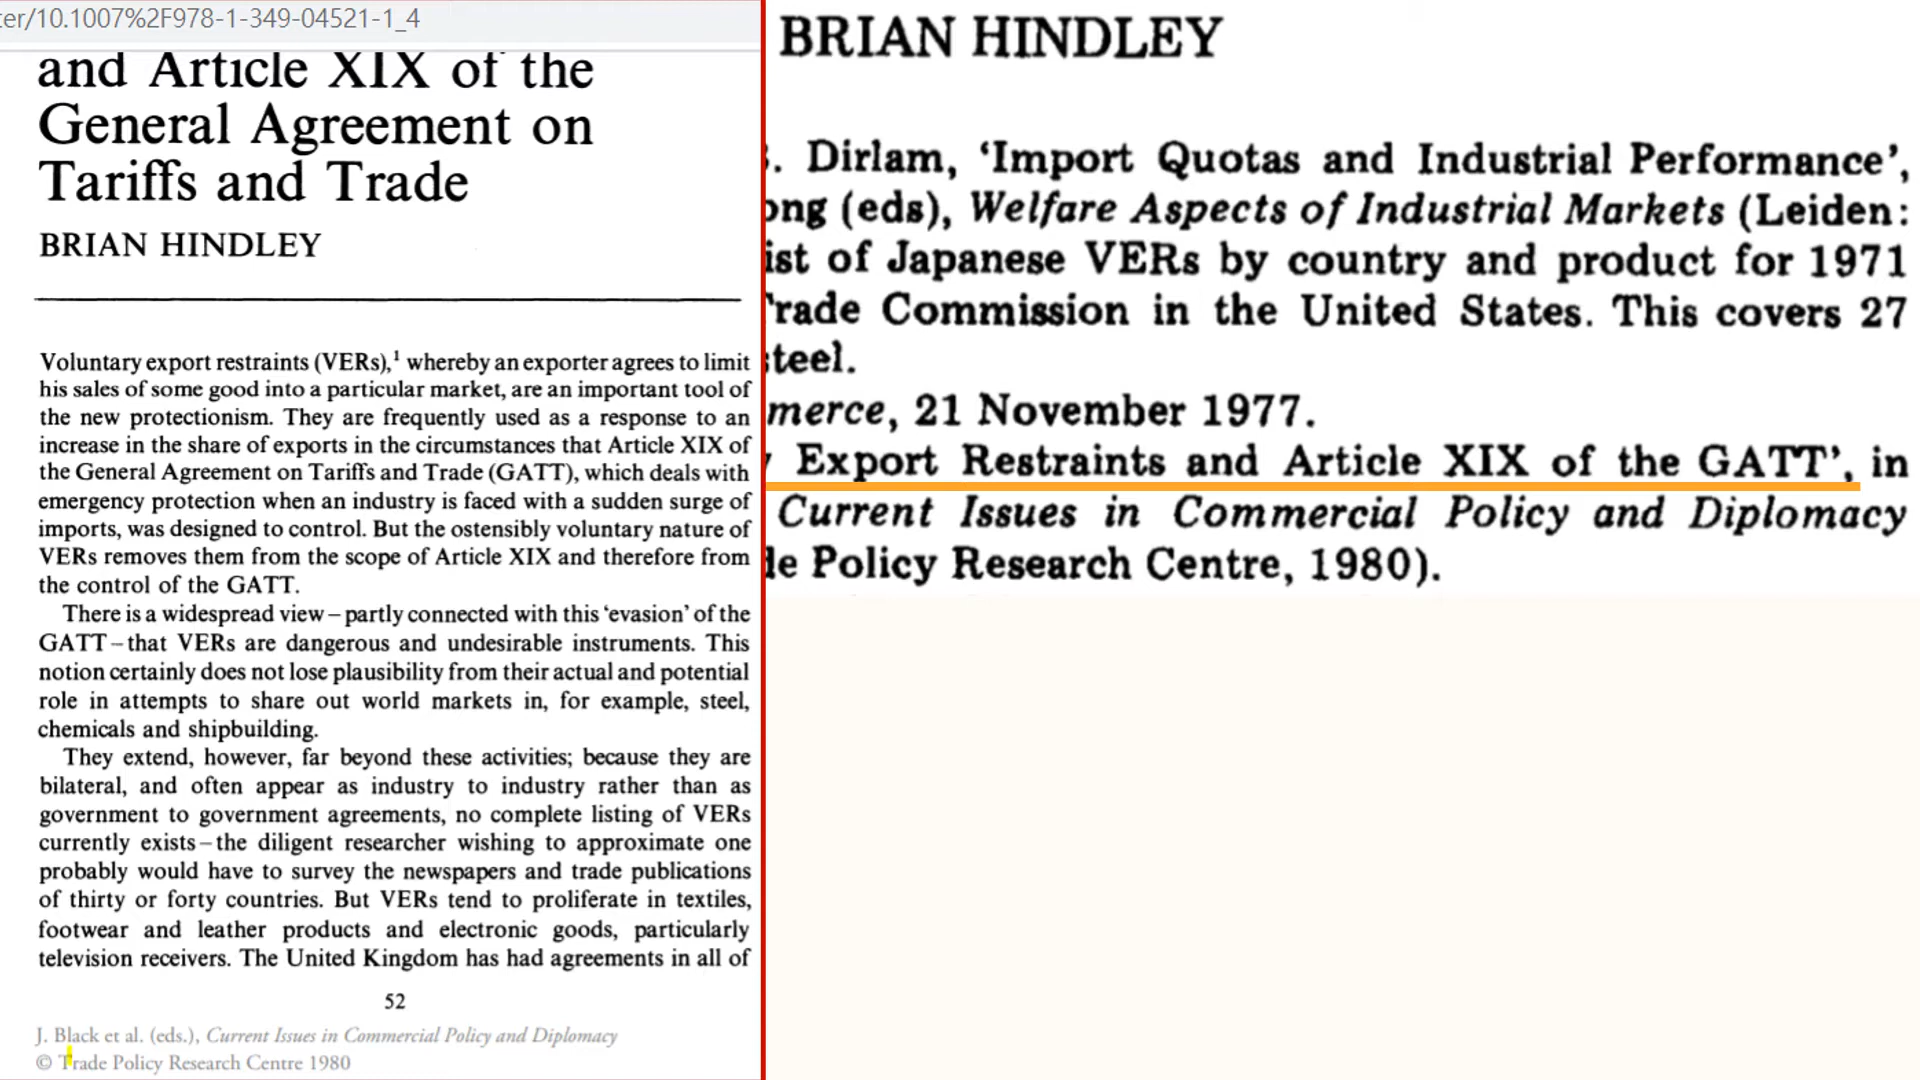 ter/10.1007%2F978-1-349-04521-1_4
and Article XIX of the
General Agreement on
Tariffs and Trade
BRIAN HINDLEY
Voluntary export restraints (VERs),¹ whereby an exporter agrees to limit
his sales of some good into a particular market, are an important tool of
the new protectionism. They are frequently used as a response to an
increase in the share of exports in the circumstances that Article XIX of
the General Agreement on Tariffs and Trade (GATT), which deals with
emergency protection when an industry is faced with a sudden surge of
imports, was designed to control. But the ostensibly voluntary nature of
VERs removes them from the scope of Article XIX and therefore from
the control of the GATT.
There is a widespread view – partly connected with this ‘evasion’ of the
GATT – that VERs are dangerous and undesirable instruments. This
notion certainly does not lose plausibility from their actual and potential
role in attempts to share out world markets in, for example, steel,
chemicals and shipbuilding.
They extend, however, far beyond these activities; because they are
bilateral, and often appear as industry to industry rather than as
government to government agreements, no complete listing of VERs
currently exists – the diligent researcher wishing to approximate one
probably would have to survey the newspapers and trade publications
of thirty or forty countries. But VERs tend to proliferate in textiles,
footwear and leather products and electronic goods, particularly
television receivers. The United Kingdom has had agreements in all of
52
J. Black et al. (eds.), Current Issues in Commercial Policy and Diplomacy
© Trade Policy Research Centre 1980
BRIAN HINDLEY
. Dirlam, ‘Import Quotas and Industrial Performance’,
ong (eds), Welfare Aspects of Industrial Markets (Leiden:
ist of Japanese VERs by country and product for 1971
Trade Commission in the United States. This covers 27
steel.
merce, 21 November 1977.
Export Restraints and Article XIX of the GATT’, in
Current Issues in Commercial Policy and Diplomacy
de Policy Research Centre, 1980).